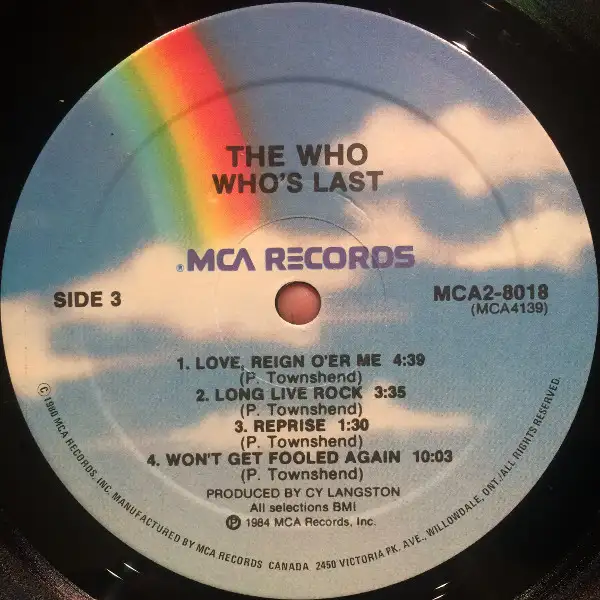 THE WHO
WHO'S LAST
®MCA RECORDS
SIDE 3
MCA2-8018
(MCA4139)
1. LOVE, REIGN O'ER ME 4:39
(P. Townshend)
2. LONG LIVE ROCK 3:35
(P. Townshend)
3. REPRISE 1:30
(P. Townshend)
4. WON'T GET FOOLED AGAIN 10:03
(P. Townshend)
PRODUCED BY CY LANGSTON
All selections BMI
℗ 1984 MCA Records, Inc.
© 1980 MCA RECORDS, INC. MANUFACTURED BY MCA RECORDS CANADA 2450 VICTORIA PK. AVE., WILLOWDALE, ONT./ALL RIGHTS RESERVED